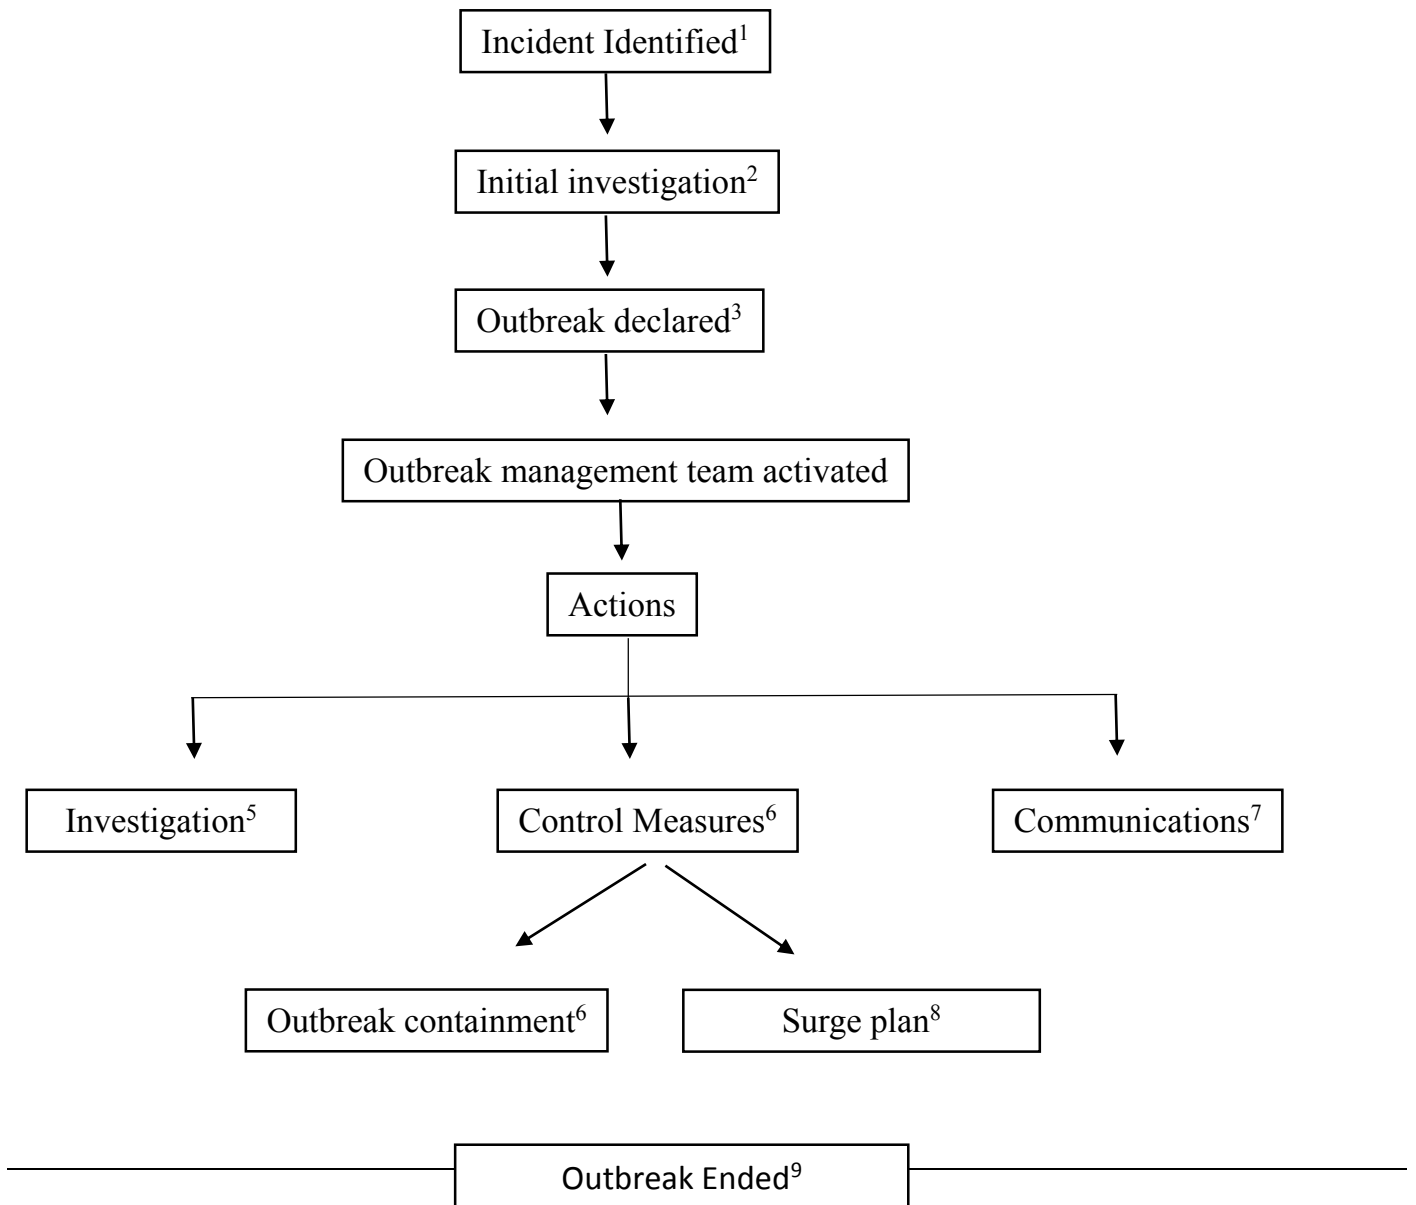 Incident Identified¹
Initial investigation²
Outbreak declared³
Outbreak management team activated
Actions
Investigation⁵
Control Measures⁶
Communications⁷
Outbreak containment⁶
Surge plan⁸
Outbreak Ended⁹